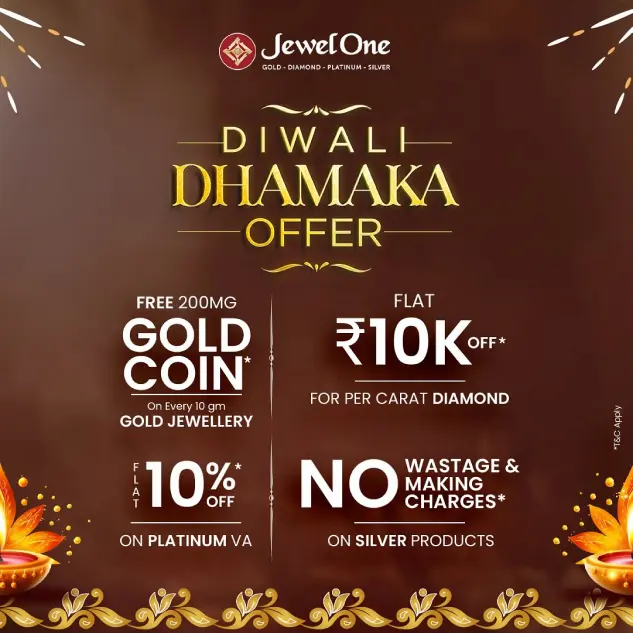 Jewel One
GOLD - DIAMOND - PLATINUM - SILVER
DIWALI
DHAMAKA
OFFER
FREE 200MG
GOLD
COIN*
On Every 10 gm
GOLD JEWELLERY
FLAT
₹10K OFF*
FOR PER CARAT DIAMOND
FLAT 10%* OFF
ON PLATINUM VA
NO WASTAGE &
MAKING
CHARGES*
ON SILVER PRODUCTS
*T&C Apply